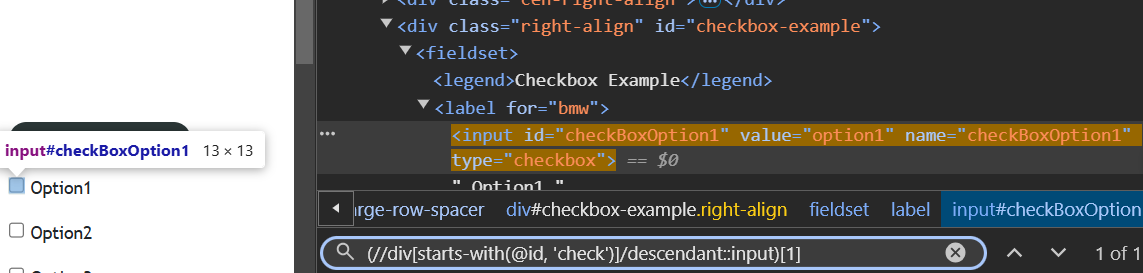 <div class="cen-right-align"> … </div>
<div class="right-align" id="checkbox-example">
<fieldset>
<legend>Checkbox Example</legend>
<label for="bmw">
<input id="checkBoxOption1" value="option1" name="checkBoxOption1"
type="checkbox"> == $0
" Option1 "
input#checkBoxOption1 13 × 13
Option1
Option2
arge-row-spacer div#checkbox-example.right-align fieldset label input#checkBoxOption
(//div[starts-with(@id, 'check')]/descendant::input)[1] 1 of 1